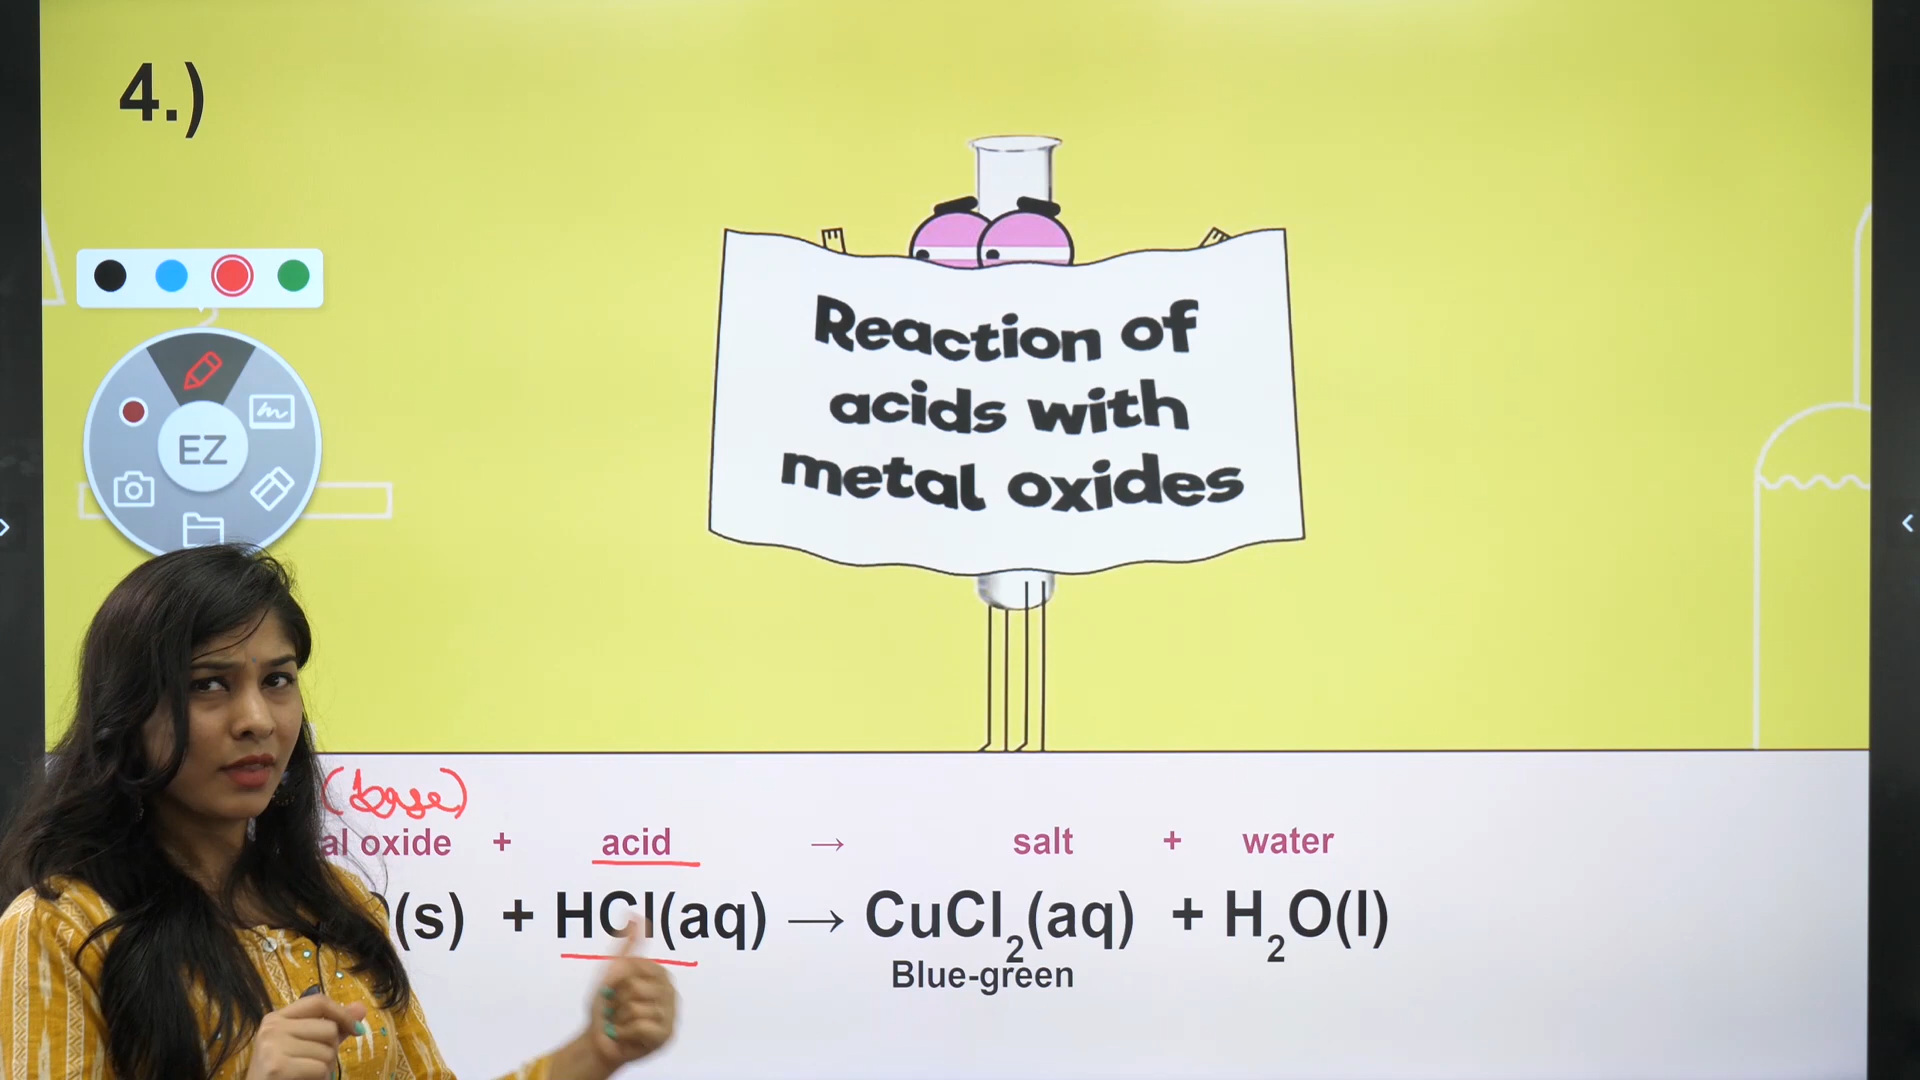 4.)
EZ
Reaction of
acids with
metal oxides
(base)
al oxide + acid → salt + water
(s) + HCl(aq) → CuCl₂(aq) + H₂O(l)
Blue-green